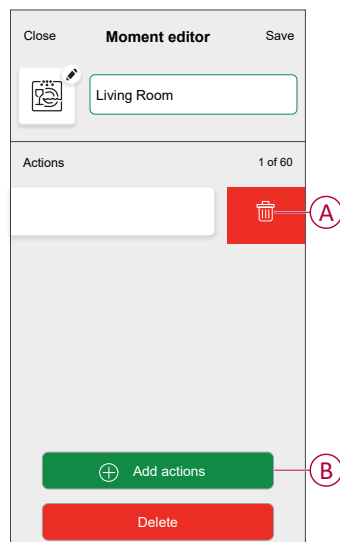 Close Moment editor Save
Living Room
Actions 1 of 60
A
Add actions B
Delete